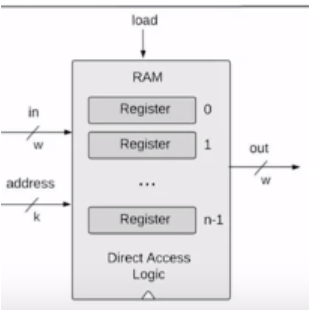 load
RAM
Register 0
in
w
Register 1
out
w
address
k
...
Register n-1
Direct Access
Logic